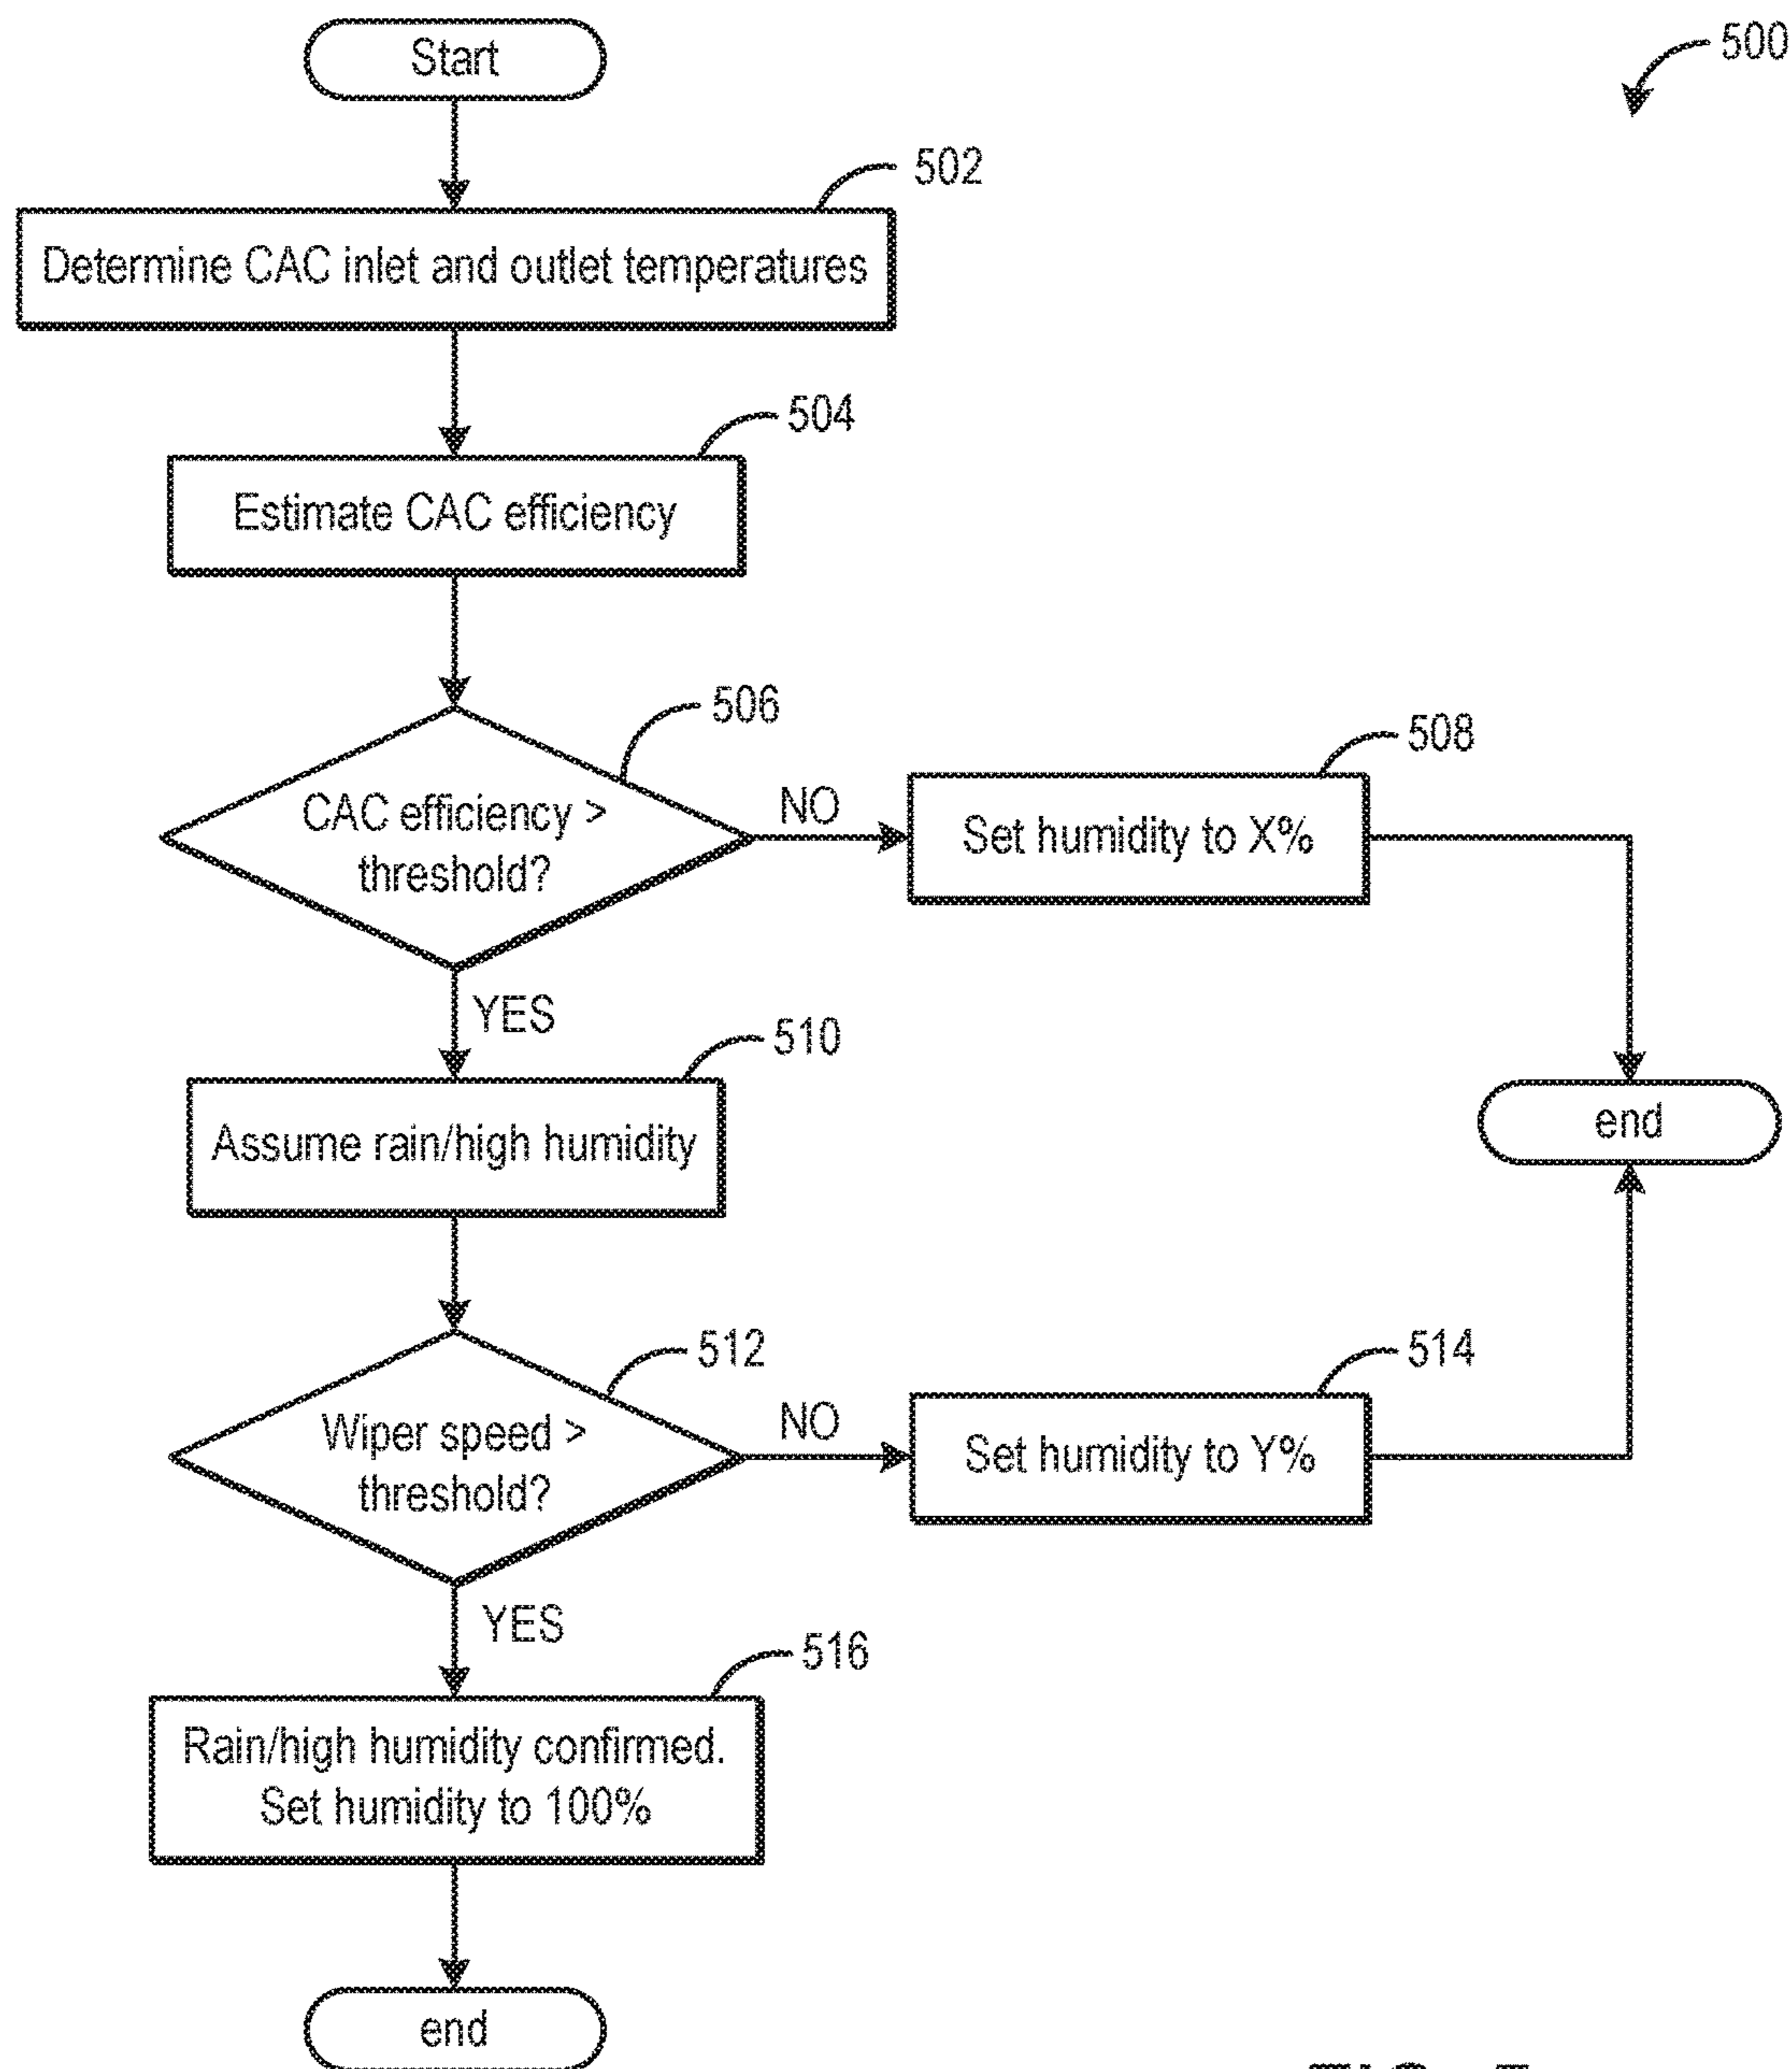 Start
500
502
Determine CAC inlet and outlet temperatures
504
Estimate CAC efficiency
506
CAC efficiency >
threshold?
NO
508
Set humidity to X%
YES
510
Assume rain/high humidity
end
512
Wiper speed >
threshold?
NO
514
Set humidity to Y%
YES
516
Rain/high humidity confirmed.
Set humidity to 100%
end